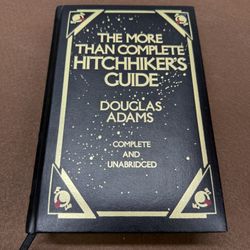 THE MORE
THAN COMPLETE
HITCHHIKER'S
GUIDE
DOUGLAS
ADAMS
COMPLETE
AND
UNABRIDGED